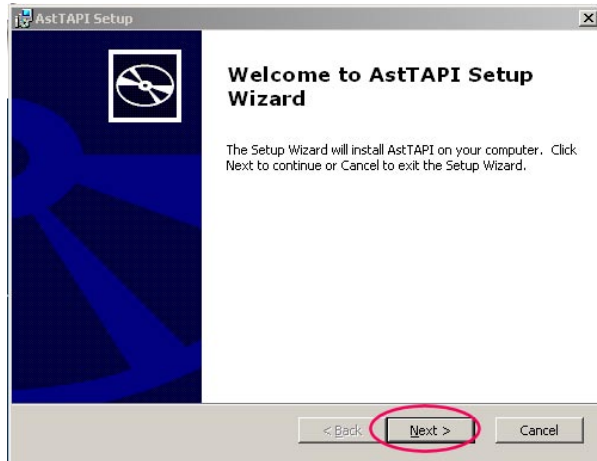 AstTAPI Setup
Welcome to AstTAPI Setup
Wizard
The Setup Wizard will install AstTAPI on your computer. Click
Next to continue or Cancel to exit the Setup Wizard.
< Back
Next >
Cancel